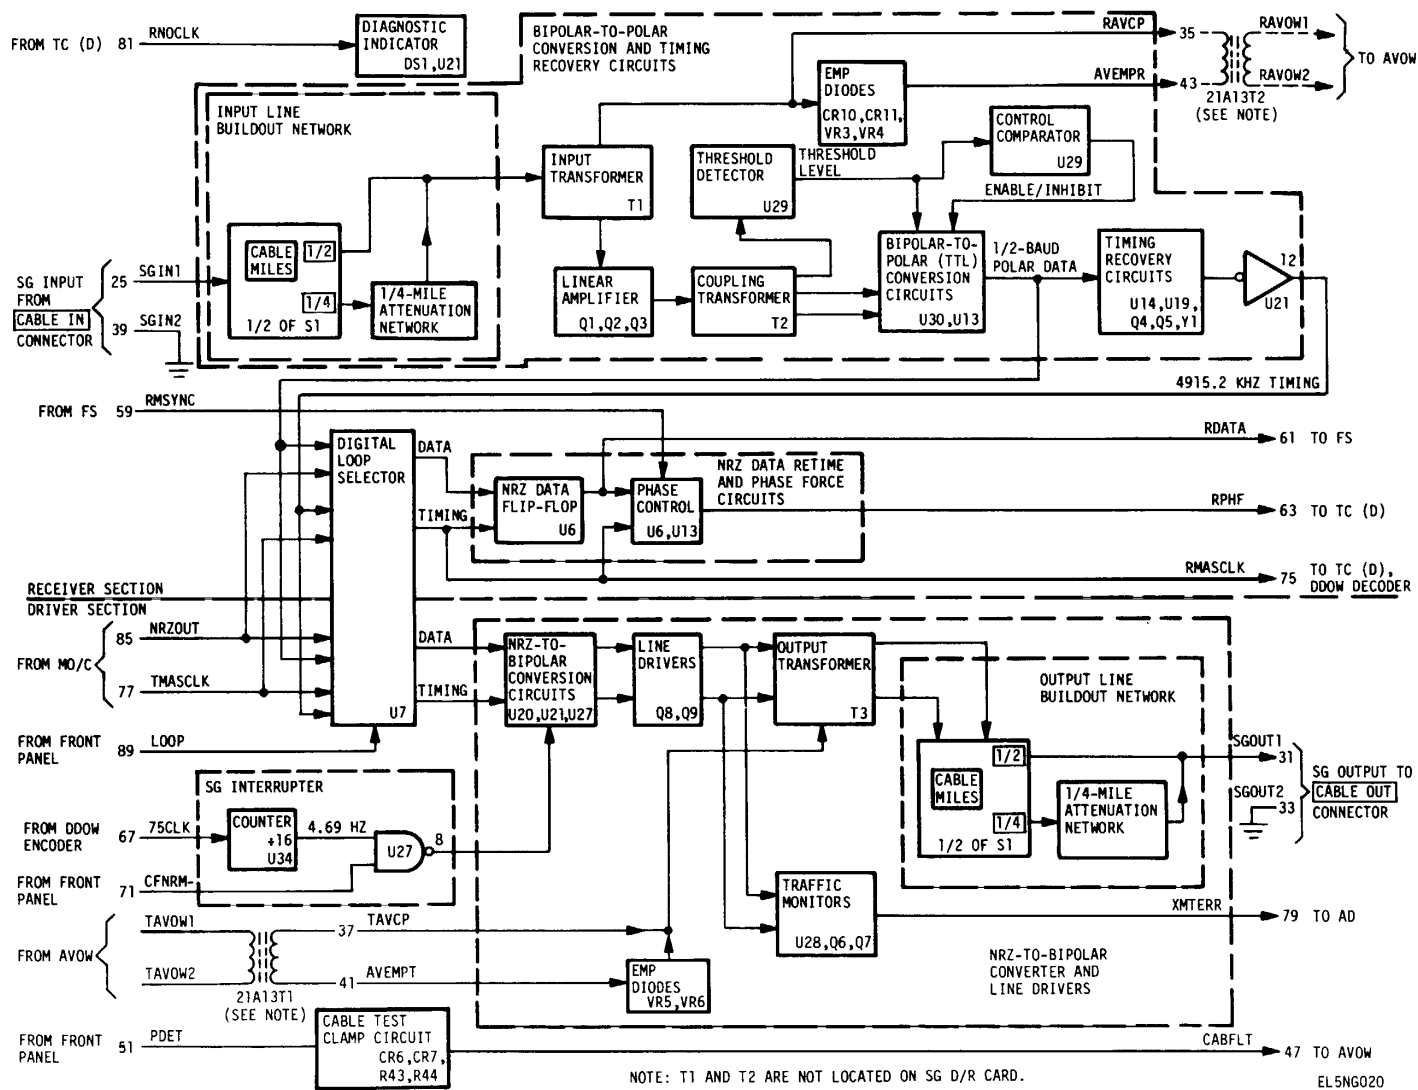 FROM TC (D) 81 RNOCLK
DIAGNOSTIC
INDICATOR
DS1,U21
BIPOLAR-TO-POLAR
CONVERSION AND TIMING
RECOVERY CIRCUITS
RAVCP 35
RAVOW1
AVEMPR 43
RAVOW2
TO AVOW
21A13T2
(SEE NOTE)
EMP
DIODES
CR10,CR11,
VR3,VR4
INPUT LINE
BUILDOUT NETWORK
INPUT
TRANSFORMER
T1
THRESHOLD
DETECTOR
U29
THRESHOLD
LEVEL
CONTROL
COMPARATOR
U29
ENABLE/INHIBIT
SG INPUT
FROM
CABLE IN
CONNECTOR
25 SGIN1
39 SGIN2
CABLE
MILES
1/2
1/4
1/2 OF S1
1/4-MILE
ATTENUATION
NETWORK
LINEAR
AMPLIFIER
Q1,Q2,Q3
COUPLING
TRANSFORMER
T2
BIPOLAR-TO-
POLAR (TTL)
CONVERSION
CIRCUITS
U30,U13
1/2-BAUD
POLAR DATA
TIMING
RECOVERY
CIRCUITS
U14,U19,
Q4,Q5,Y1
12
U21
4915.2 KHZ TIMING
FROM FS 59 RMSYNC
DIGITAL
LOOP
SELECTOR
U7
DATA
TIMING
NRZ DATA
FLIP-FLOP
U6
PHASE
CONTROL
U6,U13
NRZ DATA RETIME
AND PHASE FORCE
CIRCUITS
RDATA 61 TO FS
RPHF 63 TO TC (D)
RMASCLK 75 TO TC (D),
DDOW DECODER
RECEIVER SECTION
DRIVER SECTION
FROM MO/C
85 NRZOUT
77 TMASCLK
FROM FRONT
PANEL
89 LOOP
DATA
TIMING
NRZ-TO-
BIPOLAR
CONVERSION
CIRCUITS
U20,U21,U27
LINE
DRIVERS
Q8,Q9
OUTPUT
TRANSFORMER
T3
OUTPUT LINE
BUILDOUT NETWORK
CABLE
MILES
1/2
1/4
1/2 OF S1
1/4-MILE
ATTENUATION
NETWORK
SGOUT1
31
SGOUT2
33
SG OUTPUT TO
CABLE OUT
CONNECTOR
SG INTERRUPTER
FROM DDOW
ENCODER
67 75CLK
COUNTER
÷16
U34
4.69 HZ
U27
8
FROM FRONT
PANEL
71 CFNRM-
TRAFFIC
MONITORS
U28,Q6,Q7
XMTERR 79 TO AD
FROM AVOW
TAVOW1
TAVOW2
37 TAVCP
41 AVEMPT
21A13T1
(SEE NOTE)
EMP
DIODES
VR5,VR6
NRZ-TO-BIPOLAR
CONVERTER AND
LINE DRIVERS
FROM FRONT
PANEL
51 PDET
CABLE TEST
CLAMP CIRCUIT
CR6,CR7,
R43,R44
CABFLT 47 TO AVOW
NOTE: T1 AND T2 ARE NOT LOCATED ON SG D/R CARD.
EL5NG020